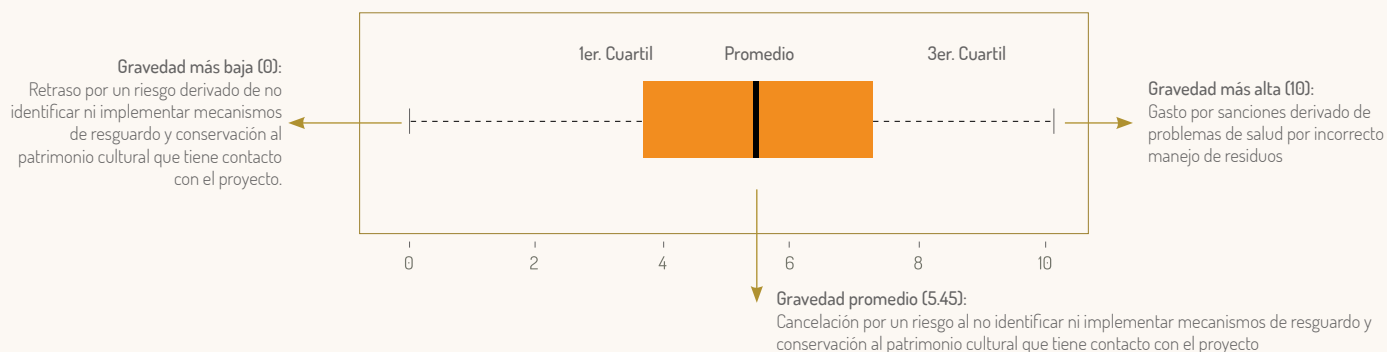 1er. Cuartil
Promedio
3er. Cuartil
Gravedad más baja (0):
Retraso por un riesgo derivado de no
identificar ni implementar mecanismos
de resguardo y conservación al
patrimonio cultural que tiene contacto
con el proyecto.
Gravedad más alta (10):
Gasto por sanciones derivado de
problemas de salud por incorrecto
manejo de residuos
0 2 4 6 8 10
Gravedad promedio (5.45):
Cancelación por un riesgo al no identificar ni implementar mecanismos de resguardo y
conservación al patrimonio cultural que tiene contacto con el proyecto